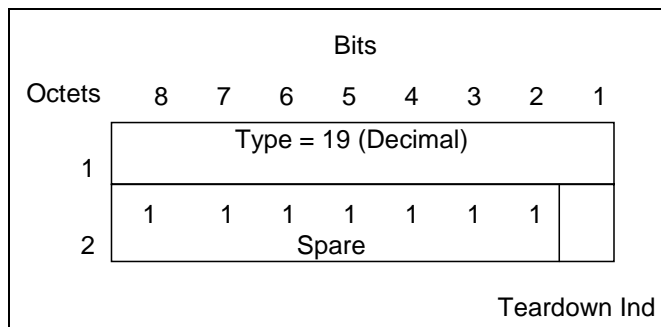 Bits
Octets 8 7 6 5 4 3 2 1
Type = 19 (Decimal)
1
1 1 1 1 1 1 1
2 Spare
Teardown Ind